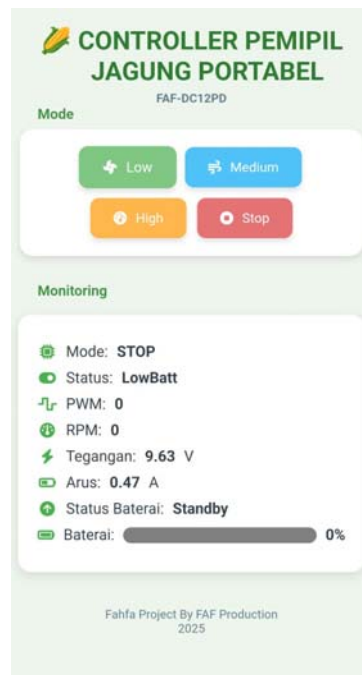 CONTROLLER PEMIPIL
JAGUNG PORTABEL
FAF-DC12PD
Mode
Low
Medium
High
Stop
Monitoring
Mode: STOP
Status: LowBatt
PWM: 0
RPM: 0
Tegangan: 9.63 V
Arus: 0.47 A
Status Baterai: Standby
Baterai: 0%
Fahfa Project By FAF Production
2025